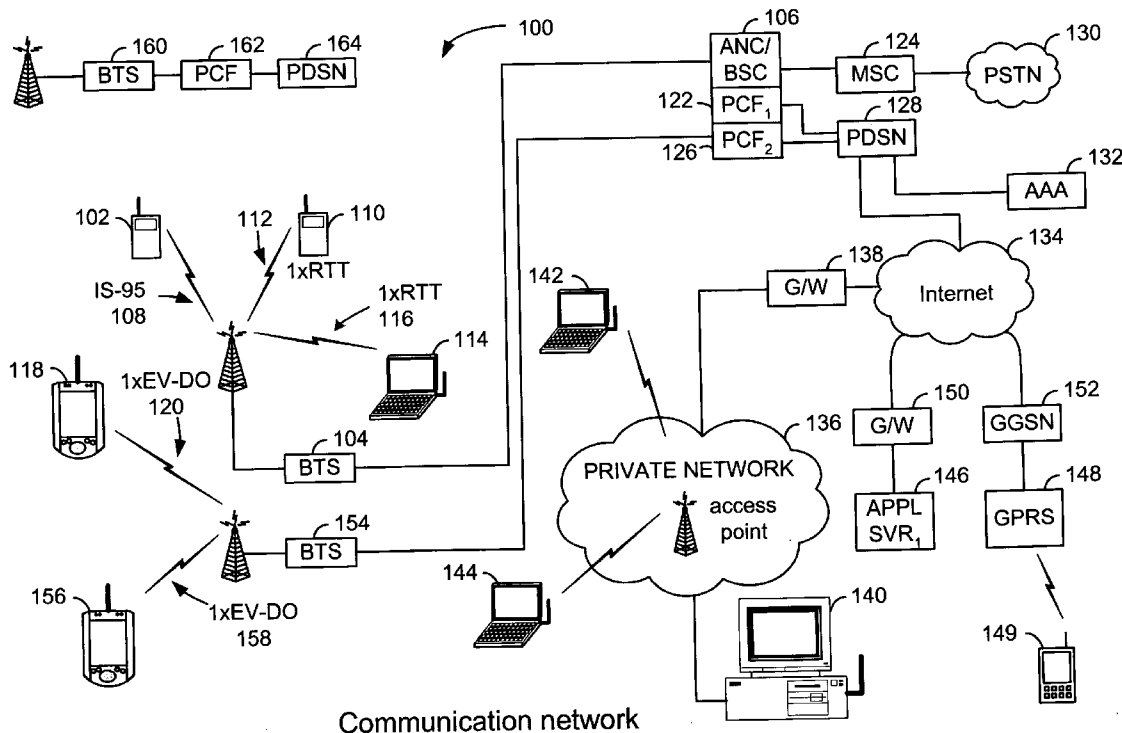 100
160
162
164
BTS
PCF
PDSN
106
ANC/
BSC
124
MSC
130
PSTN
122
PCF1
128
PDSN
126
PCF2
132
AAA
102
112
110
1xRTT
IS-95
108
1xRTT
116
114
118
1xEV-DO
120
104
BTS
154
BTS
156
1xEV-DO
158
142
138
G/W
134
Internet
136
PRIVATE NETWORK
access
point
144
140
150
G/W
152
GGSN
146
APPL
SVR1
148
GPRS
149
Communication network